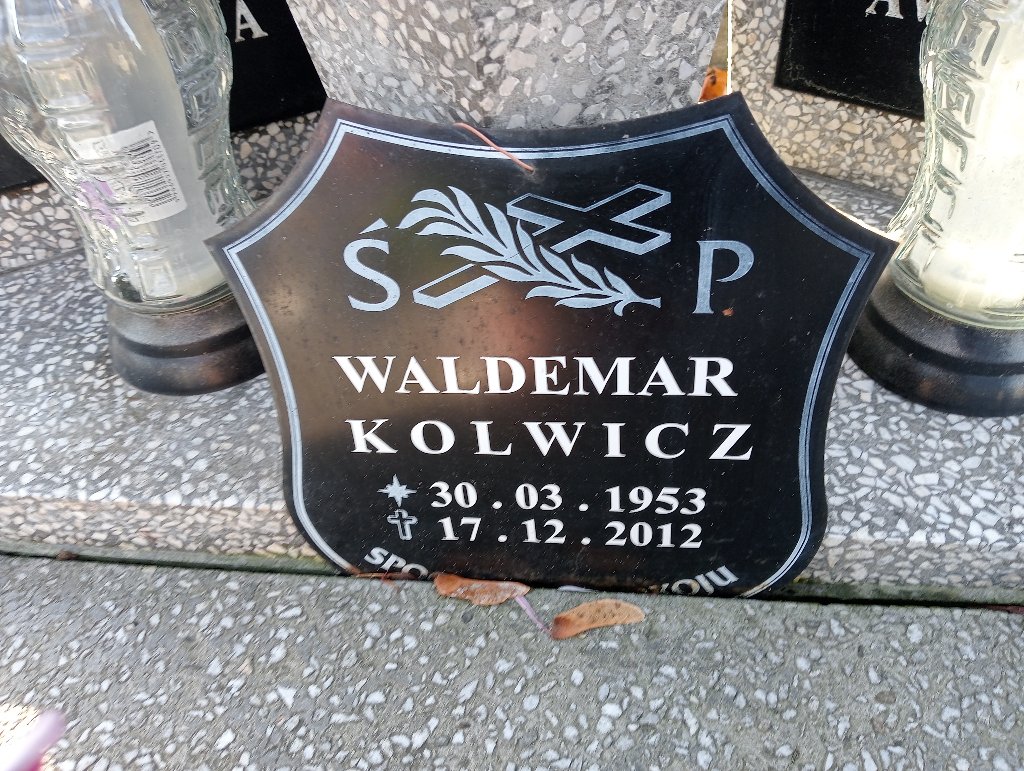 Ś P
WALDEMAR
KOLWICZ
30.03.1953
17.12.2012